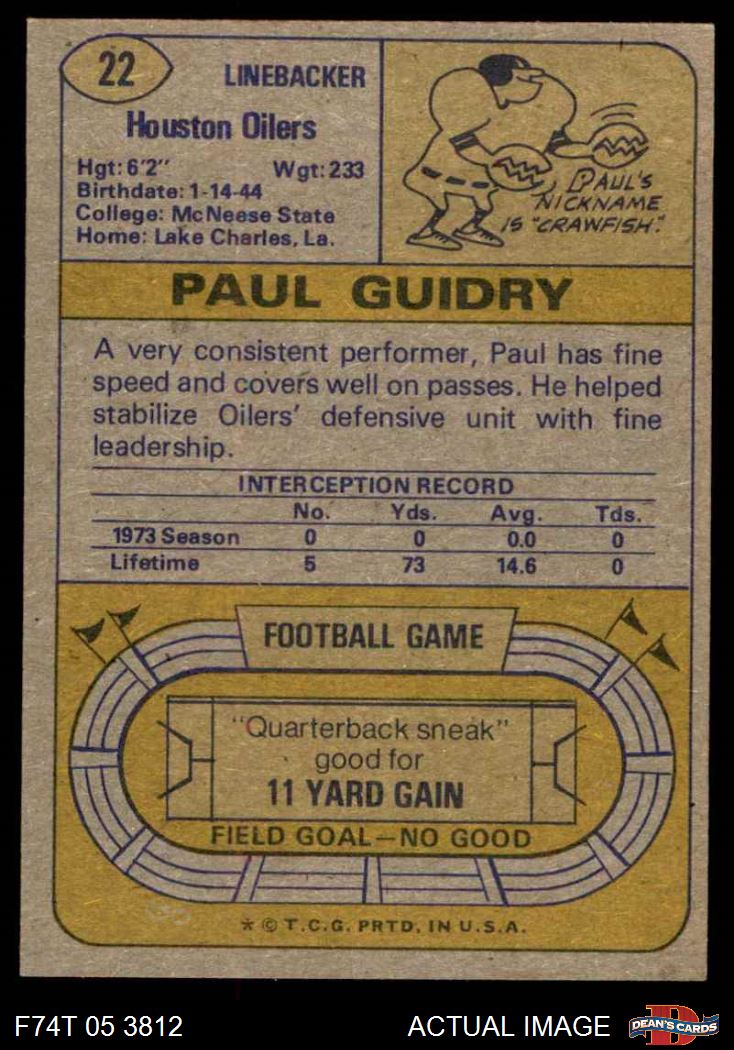 22
LINEBACKER
Houston Oilers
Hgt: 6'2" Wgt: 233
Birthdate: 1-14-44
College: McNeese State
Home: Lake Charles, La.
PAUL'S
NICKNAME
IS "CRAWFISH."
PAUL GUIDRY
A very consistent performer, Paul has fine
speed and covers well on passes. He helped
stabilize Oilers' defensive unit with fine
leadership.
INTERCEPTION RECORD
No. Yds. Avg. Tds.
1973 Season 0 0 0.0 0
Lifetime 5 73 14.6 0
FOOTBALL GAME
"Quarterback sneak"
good for
11 YARD GAIN
FIELD GOAL—NO GOOD
* © T.C.G. PRTD. IN U.S.A.
F74T 05 3812
ACTUAL IMAGE
D
DEAN'S CARDS